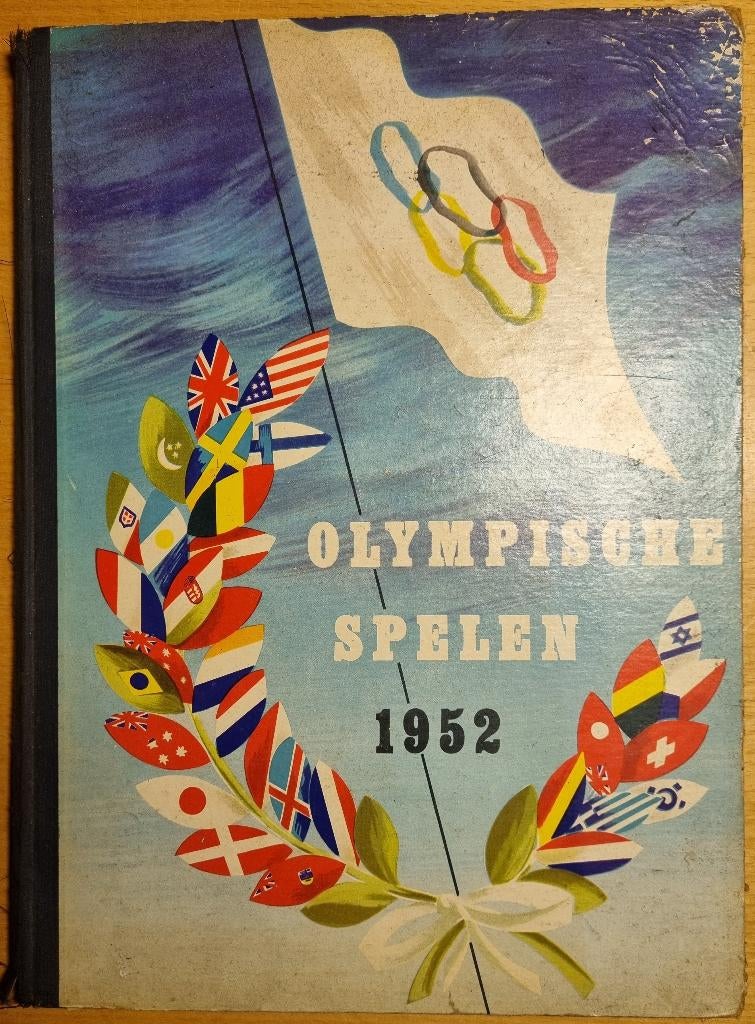 OLYMPISCHE
SPELEN
1952